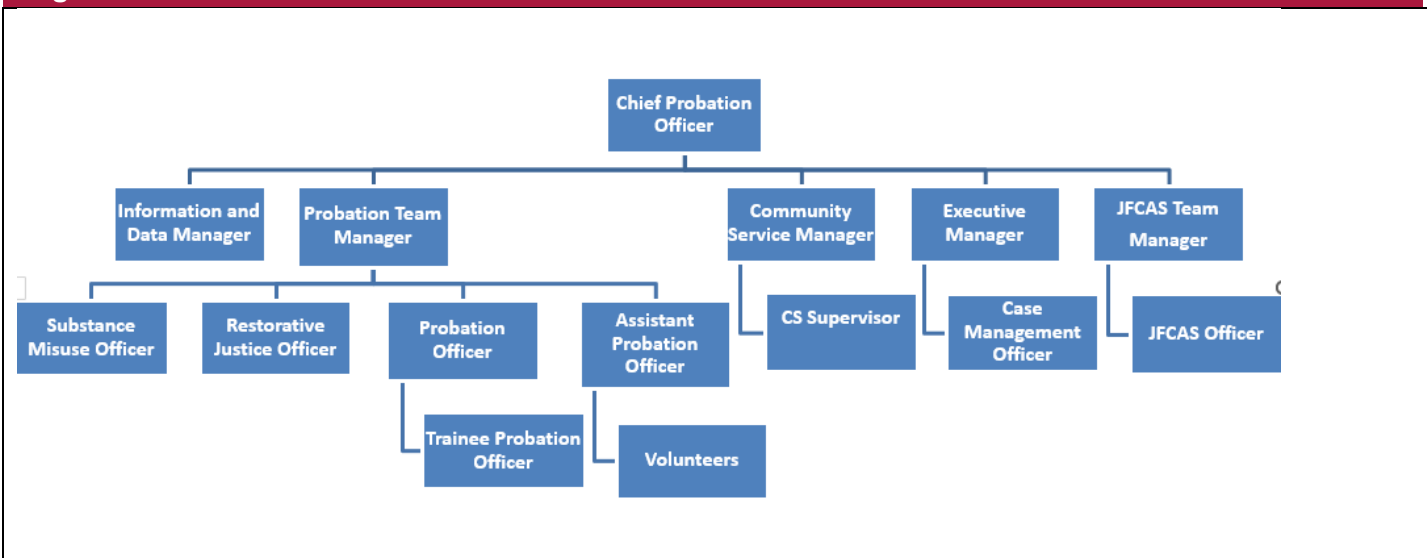 Chief Probation
Officer
Information and
Data Manager
Probation Team
Manager
Community
Service Manager
Executive
Manager
JFCAS Team
Manager
Substance
Misuse Officer
Restorative
Justice Officer
Probation
Officer
Assistant
Probation
Officer
CS Supervisor
Case
Management
Officer
JFCAS Officer
Trainee Probation
Officer
Volunteers